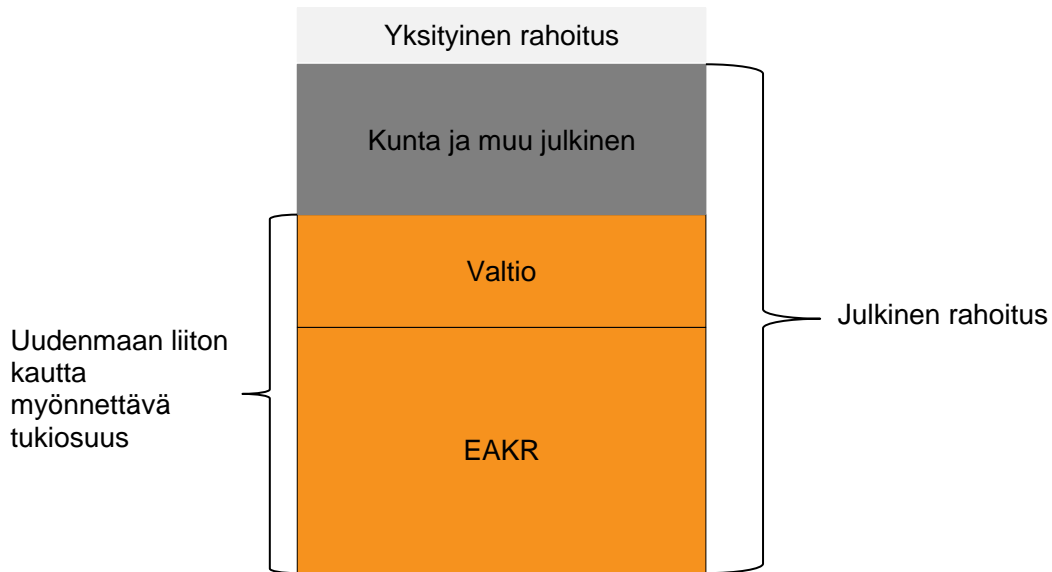 Yksityinen rahoitus
Kunta ja muu julkinen
Valtio
EAKR
Uudenmaan liiton
kautta
myönnettävä
tukiosuus
Julkinen rahoitus